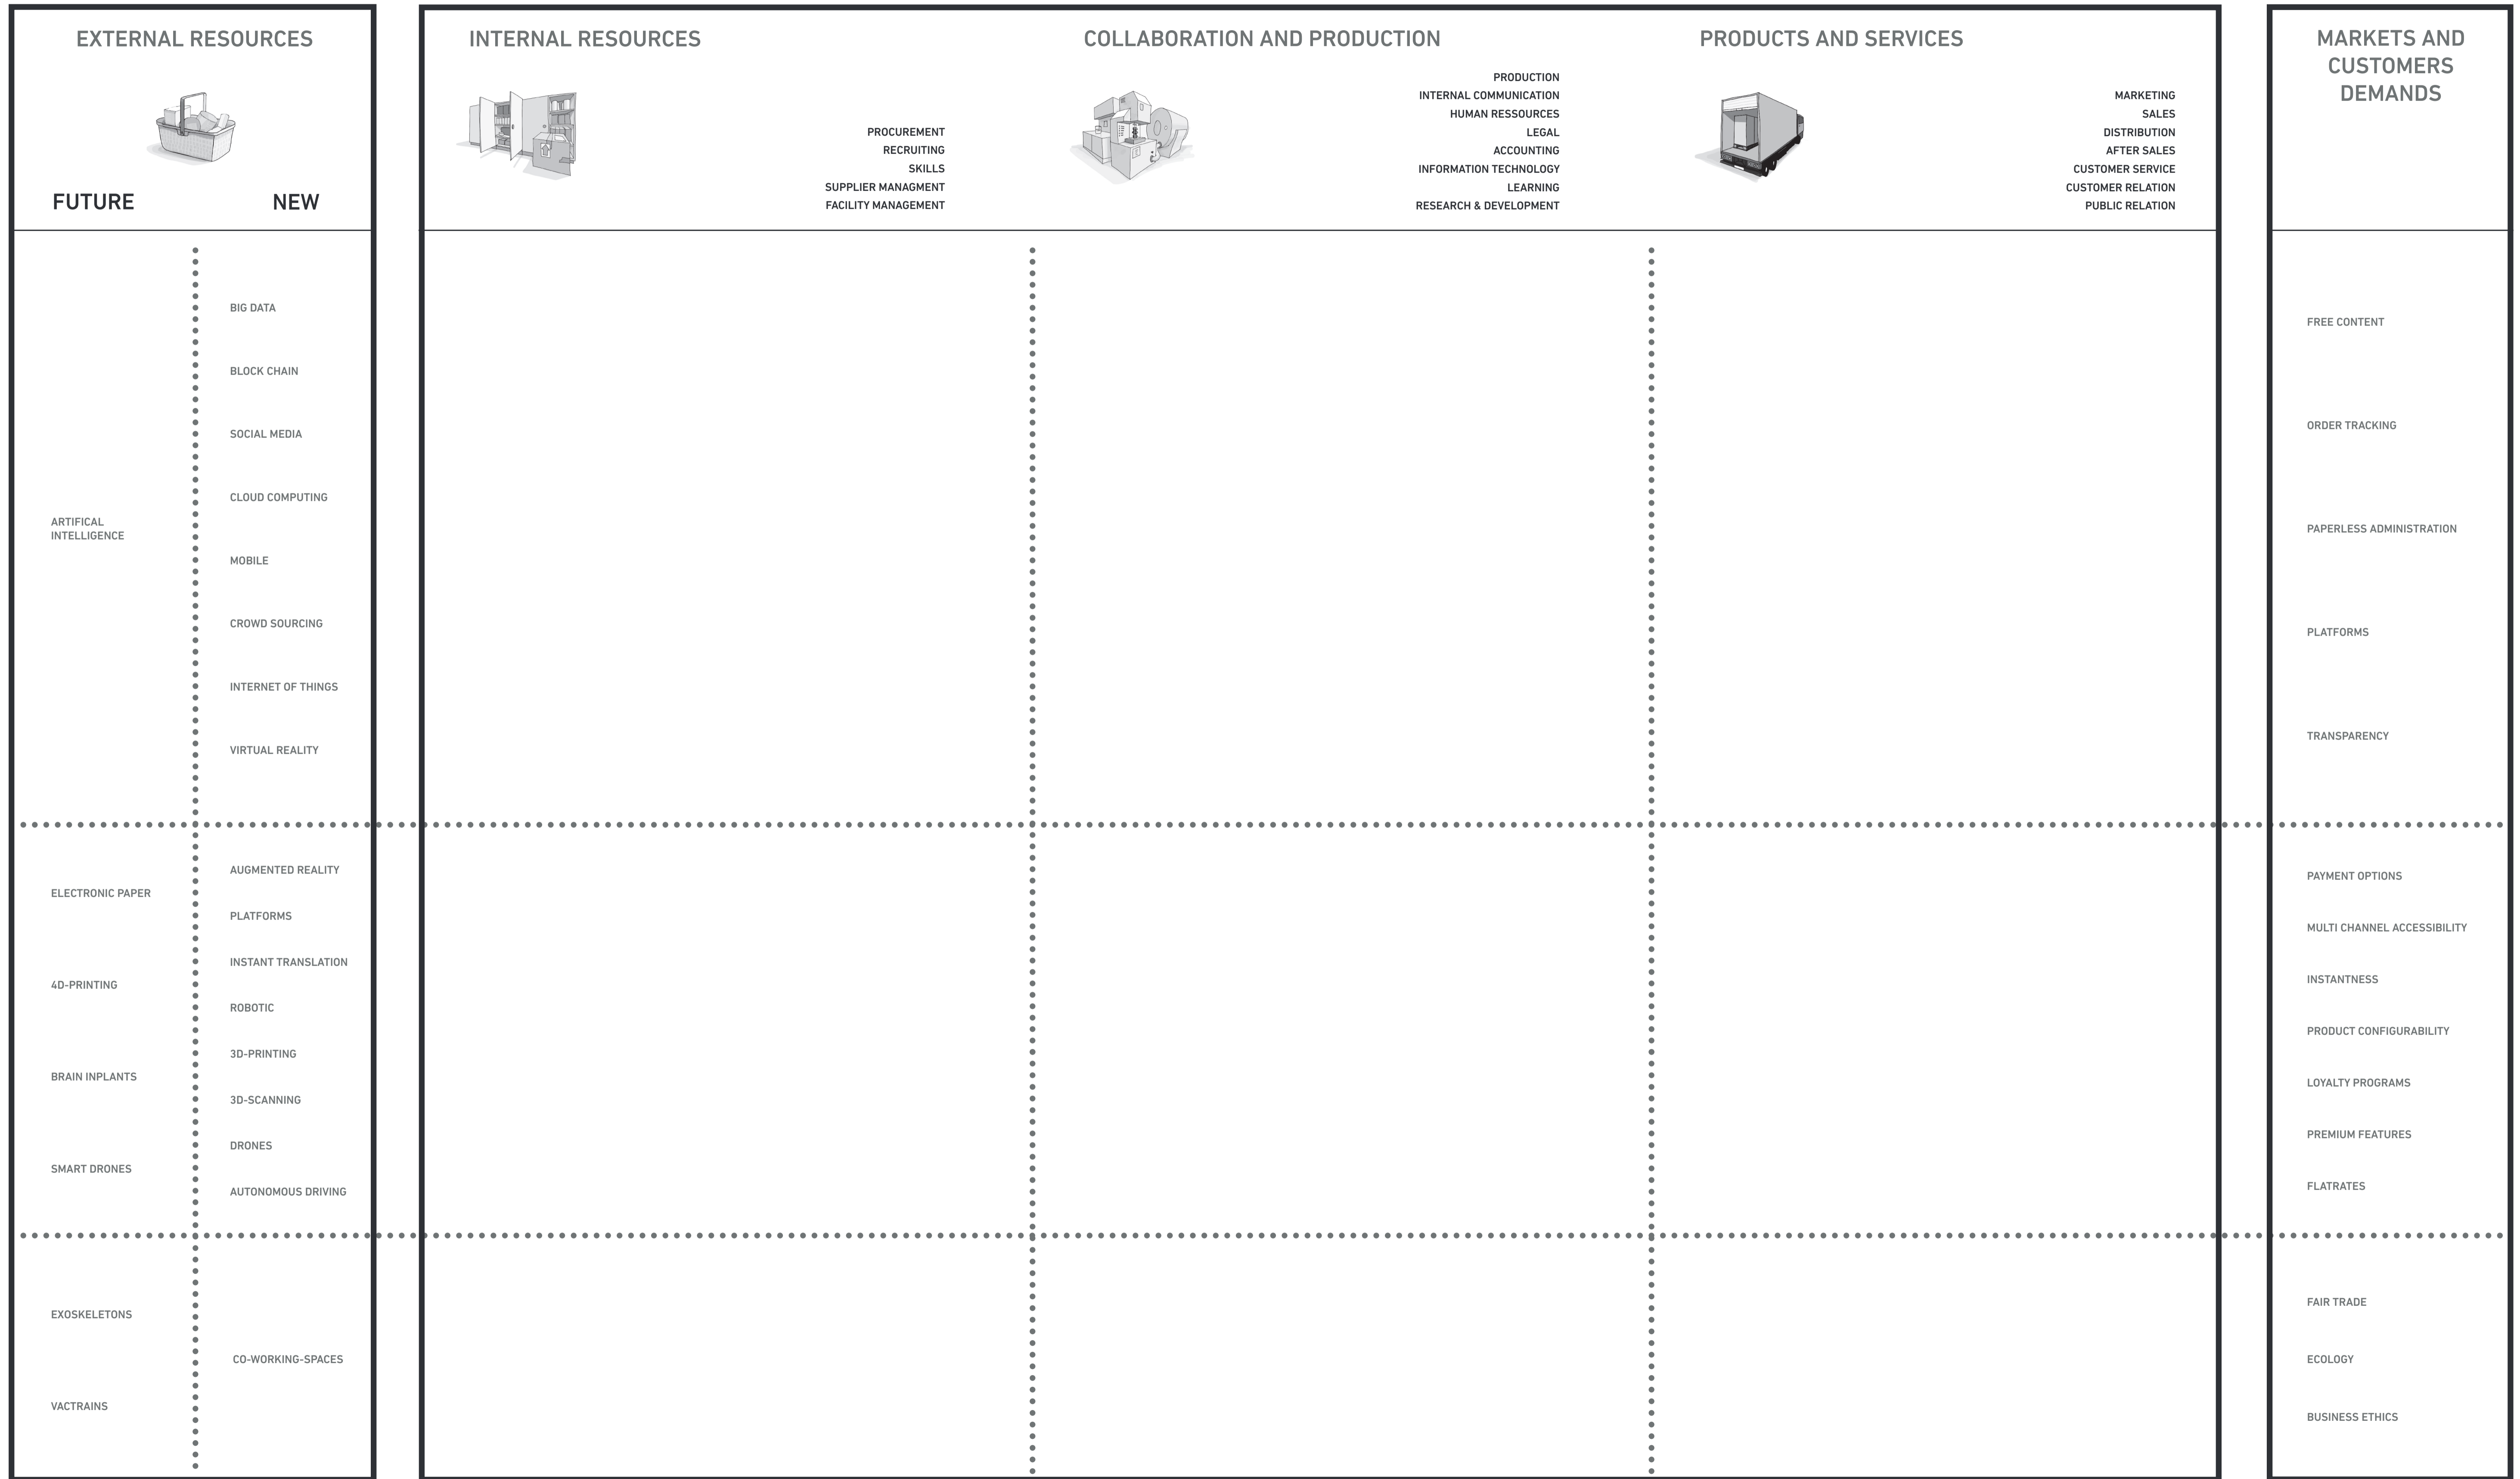 EXTERNAL RESOURCES
FUTURE
NEW
INTERNAL RESOURCES
PROCUREMENT
RECRUITING
SKILLS
SUPPLIER MANAGMENT
FACILITY MANAGEMENT
COLLABORATION AND PRODUCTION
PRODUCTION
INTERNAL COMMUNICATION
HUMAN RESSOURCES
LEGAL
ACCOUNTING
INFORMATION TECHNOLOGY
LEARNING
RESEARCH & DEVELOPMENT
PRODUCTS AND SERVICES
MARKETING
SALES
DISTRIBUTION
AFTER SALES
CUSTOMER SERVICE
CUSTOMER RELATION
PUBLIC RELATION
MARKETS AND
CUSTOMERS
DEMANDS
ARTIFICAL
INTELLIGENCE
BIG DATA
BLOCK CHAIN
SOCIAL MEDIA
CLOUD COMPUTING
MOBILE
CROWD SOURCING
INTERNET OF THINGS
VIRTUAL REALITY
FREE CONTENT
ORDER TRACKING
PAPERLESS ADMINISTRATION
PLATFORMS
TRANSPARENCY
ELECTRONIC PAPER
4D-PRINTING
BRAIN INPLANTS
SMART DRONES
AUGMENTED REALITY
PLATFORMS
INSTANT TRANSLATION
ROBOTIC
3D-PRINTING
3D-SCANNING
DRONES
AUTONOMOUS DRIVING
PAYMENT OPTIONS
MULTI CHANNEL ACCESSIBILITY
INSTANTNESS
PRODUCT CONFIGURABILITY
LOYALTY PROGRAMS
PREMIUM FEATURES
FLATRATES
EXOSKELETONS
VACTRAINS
CO-WORKING-SPACES
FAIR TRADE
ECOLOGY
BUSINESS ETHICS